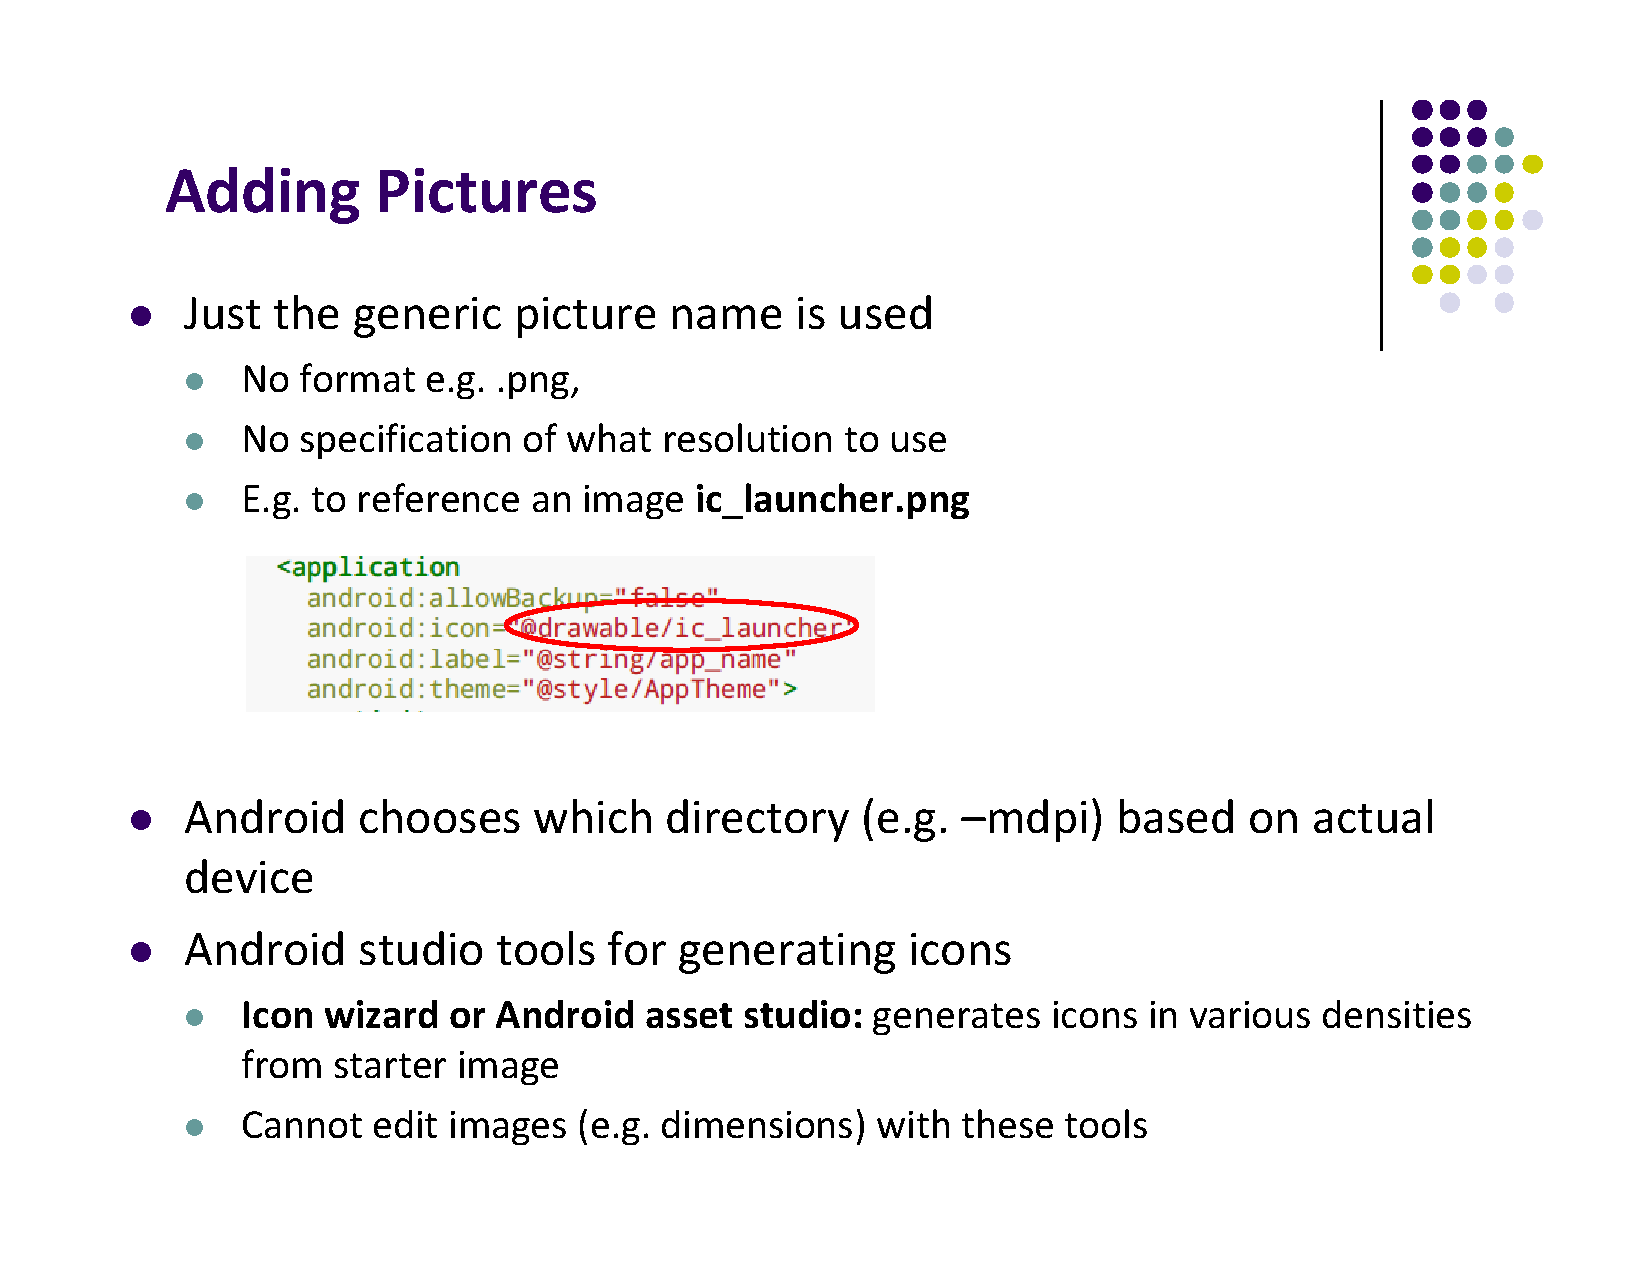 Adding Pictures
Just the generic picture name is used
No format e.g. .png,
No specification of what resolution to use
E.g. to reference an image ic_launcher.png
<application
android:allowBackup="false"
android:icon="@drawable/ic_launcher"
android:label="@string/app_name"
android:theme="@style/AppTheme">
Android chooses which directory (e.g. –mdpi) based on actual
device
Android studio tools for generating icons
Icon wizard or Android asset studio: generates icons in various densities
from starter image
Cannot edit images (e.g. dimensions) with these tools